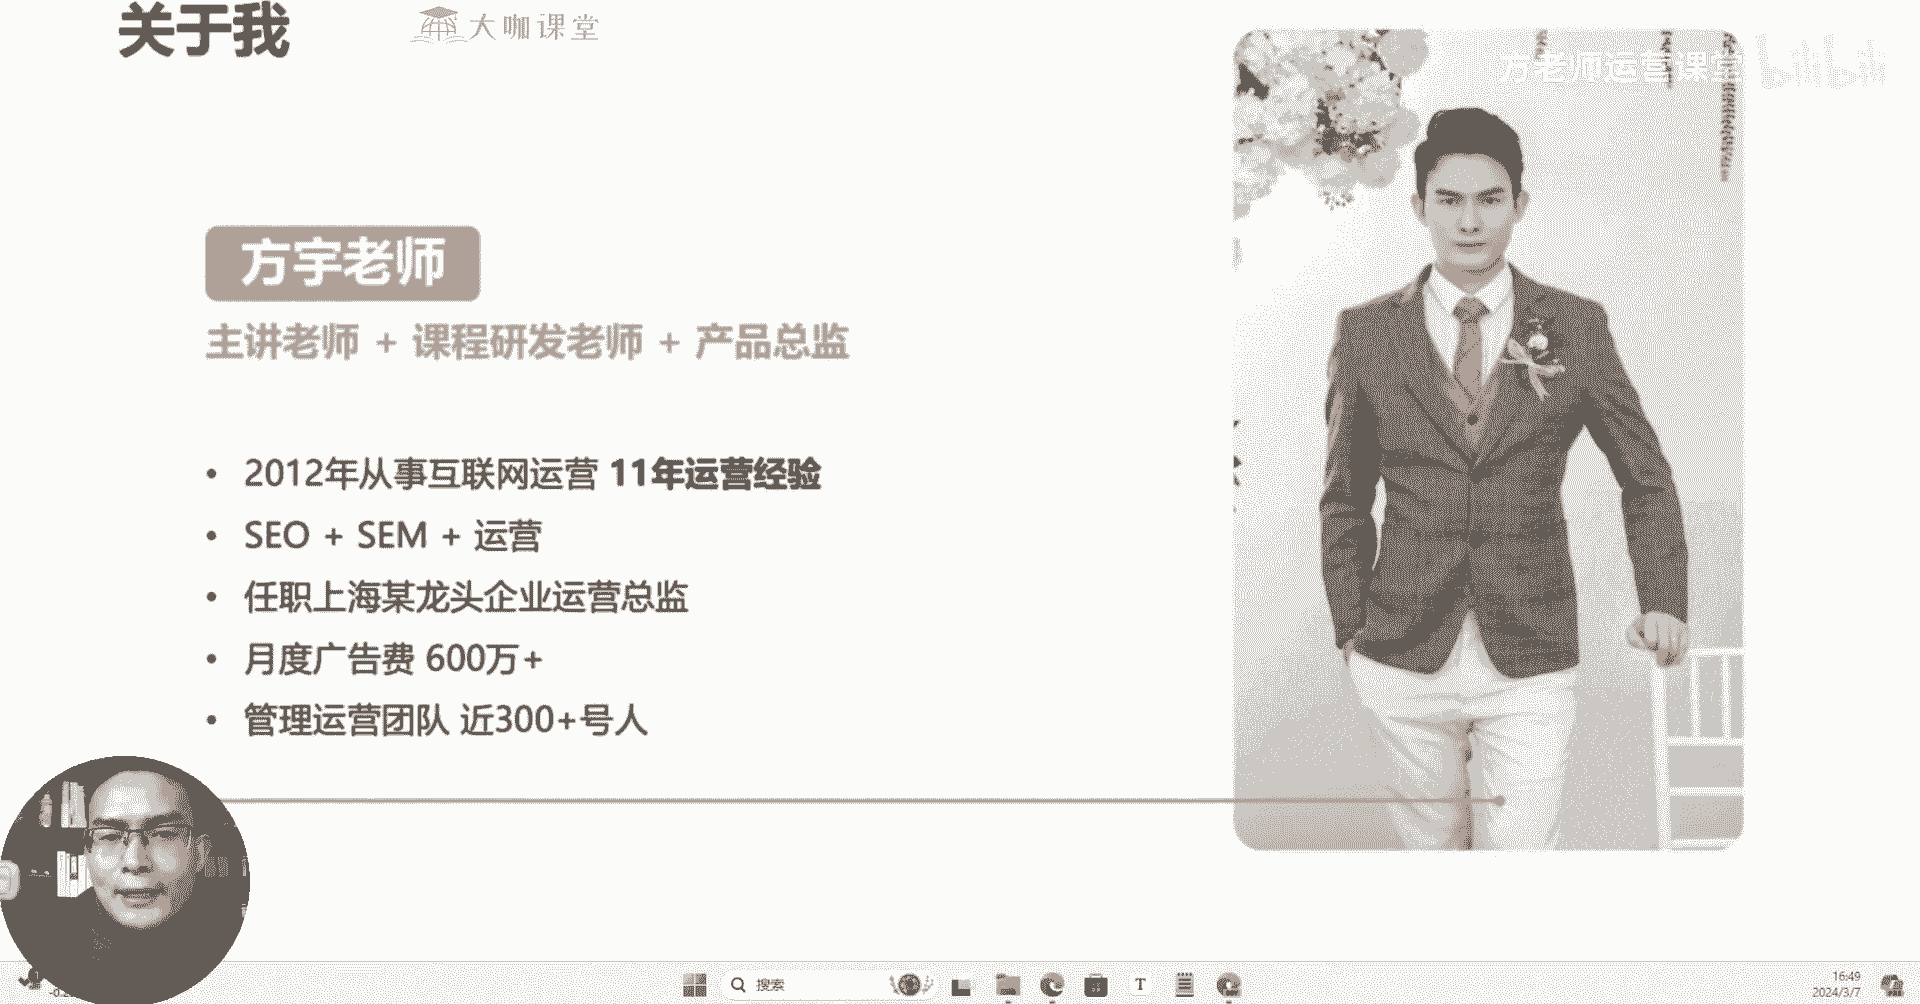 关于我
大咖课堂
方老师运营课堂 bilibili
方宇老师
主讲老师 + 课程研发老师 + 产品总监
• 2012年从事互联网运营 11年运营经验
• SEO + SEM + 运营
• 任职上海某龙头企业运营总监
• 月度广告费 600万+
• 管理运营团队 近300+号人
搜索
T
16:49
2024/3/7